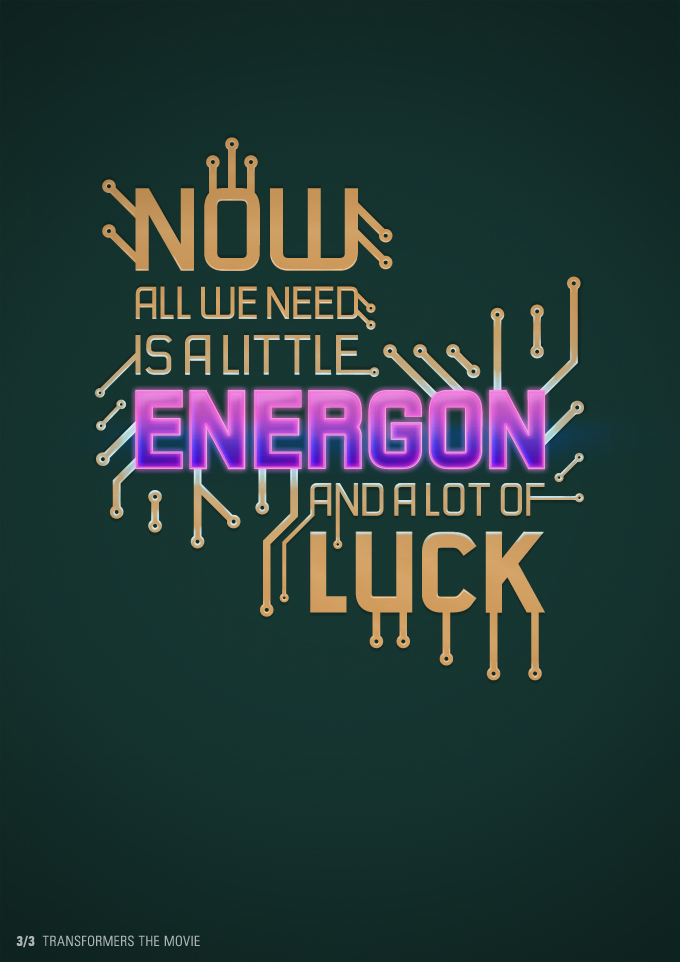 NOW
ALL WE NEED
IS A LITTLE
ENERGON
AND A LOT OF
LUCK
3/3 TRANSFORMERS THE MOVIE